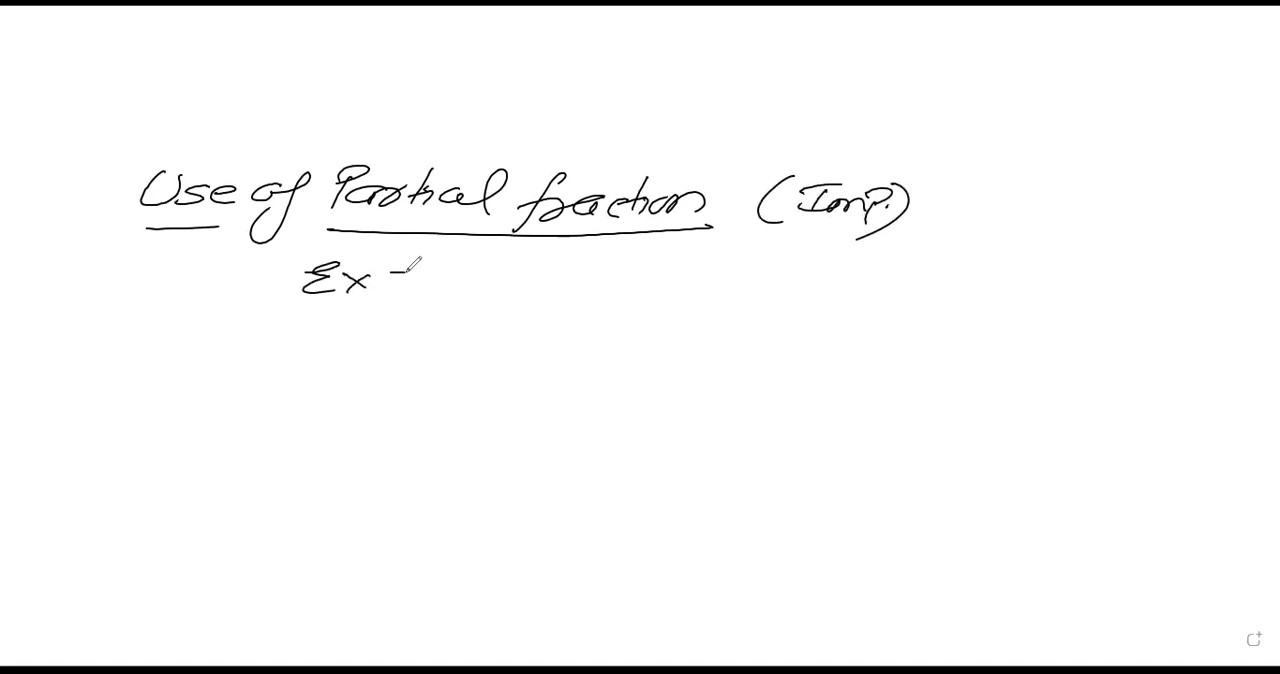 Use of Partial fraction (Imp.)
Ex -